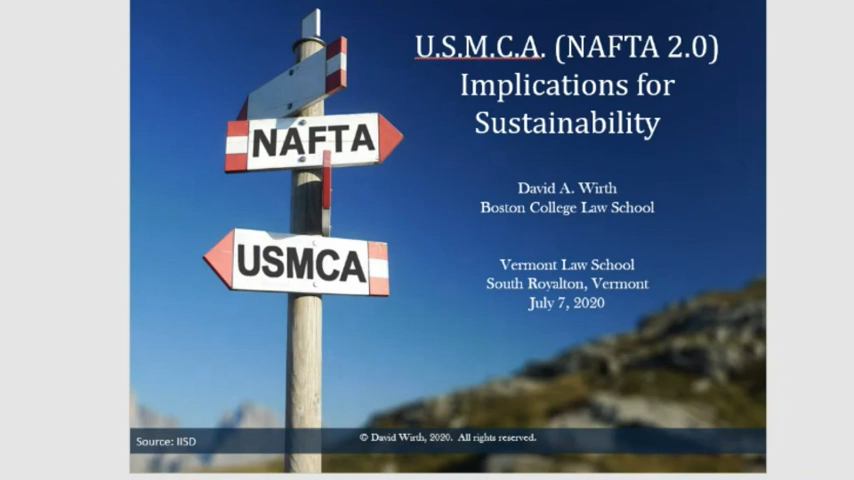 U.S.M.C.A. (NAFTA 2.0)
Implications for
Sustainability
NAFTA
USMCA
David A. Wirth
Boston College Law School
Vermont Law School
South Royalton, Vermont
July 7, 2020
Source: IISD
© David Wirth, 2020. All rights reserved.